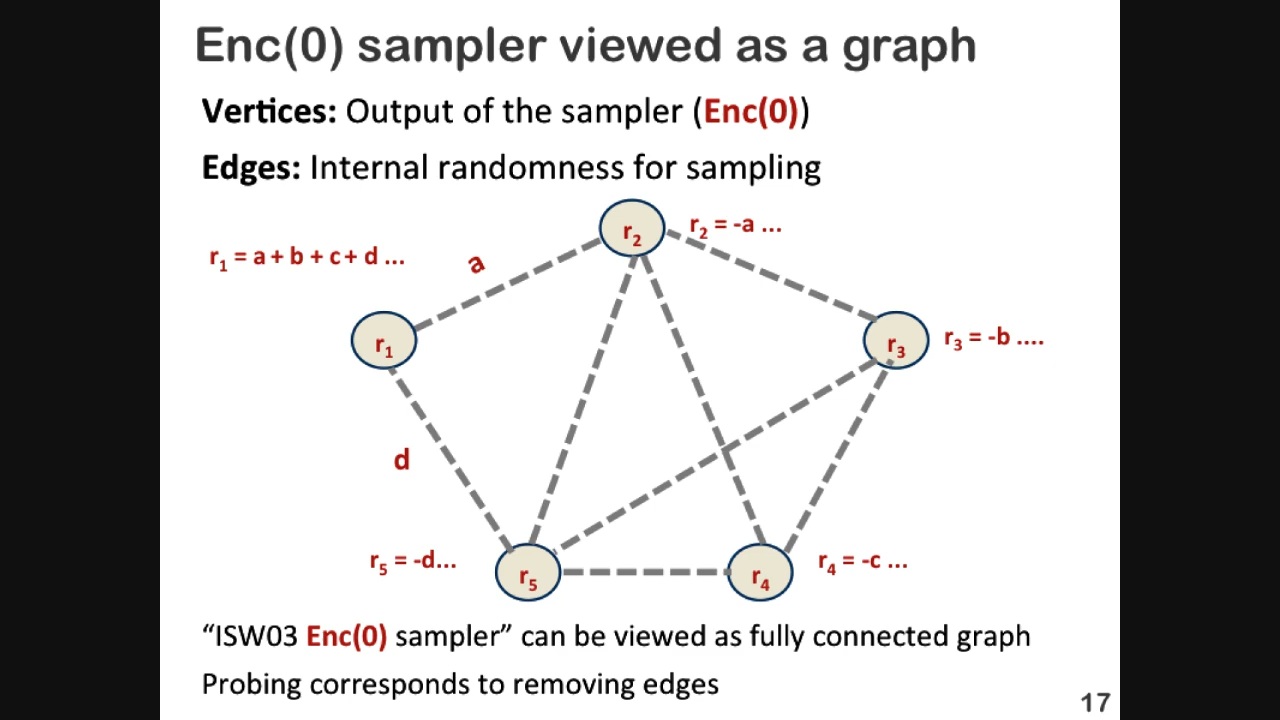 Enc(0) sampler viewed as a graph
Vertices: Output of the sampler (Enc(0))
Edges: Internal randomness for sampling
r2
r2 = -a ...
r1 = a + b + c + d ...
a
r1
r3
r3 = -b ....
d
r5 = -d...
r5
r4
r4 = -c ...
“ISW03 Enc(0) sampler” can be viewed as fully connected graph
Probing corresponds to removing edges
17